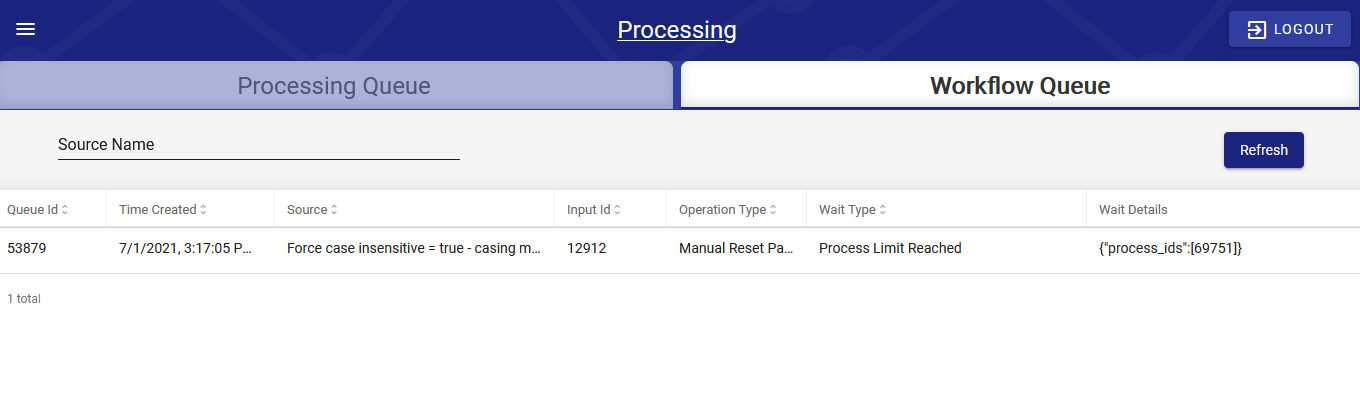 Processing
LOGOUT
Processing Queue
Workflow Queue
Source Name
Refresh
Queue Id Time Created Source Input Id Operation Type Wait Type Wait Details
53879 7/1/2021, 3:17:05 P... Force case insensitive = true - casing m... 12912 Manual Reset Pa... Process Limit Reached {"process_ids":[69751]}
1 total